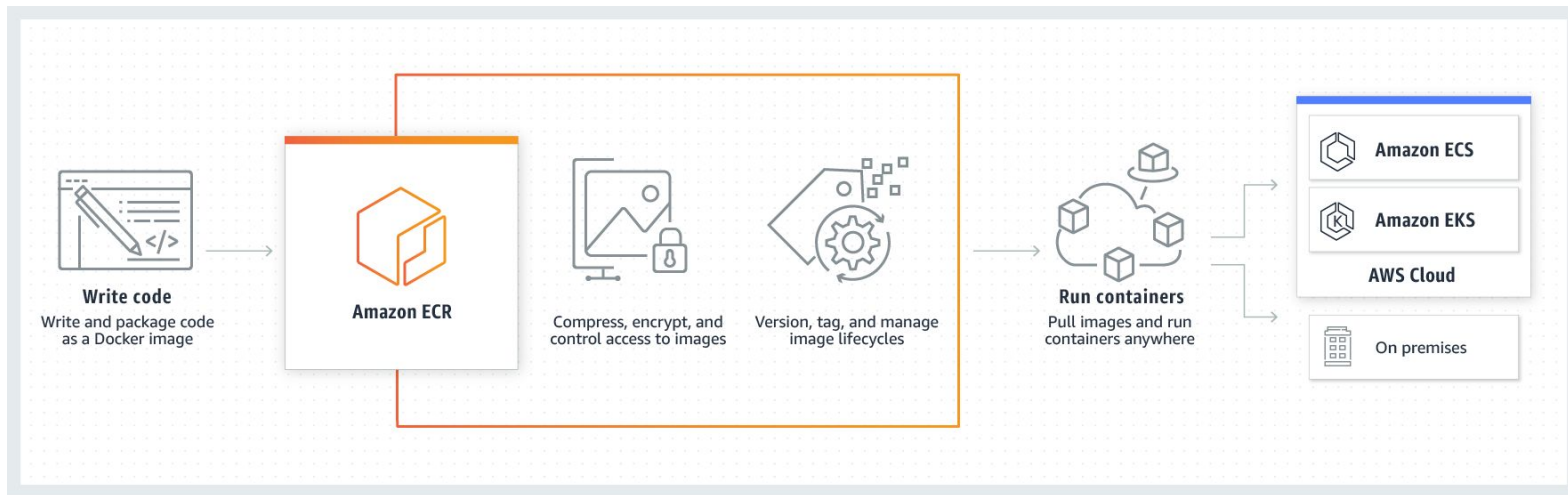 Write code
Write and package code
as a Docker image
</>
Amazon ECR
Compress, encrypt, and
control access to images
Version, tag, and manage
image lifecycles
Run containers
Pull images and run
containers anywhere
Amazon ECS
K
Amazon EKS
AWS Cloud
On premises